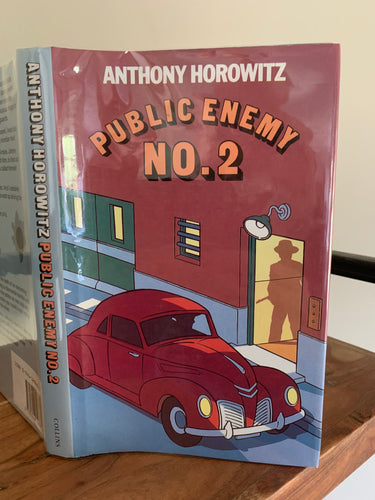 ANTHONY HOROWITZ
PUBLIC ENEMY
NO.2
ANTHONY HOROWITZ PUBLIC ENEMY NO.2
COLLINS